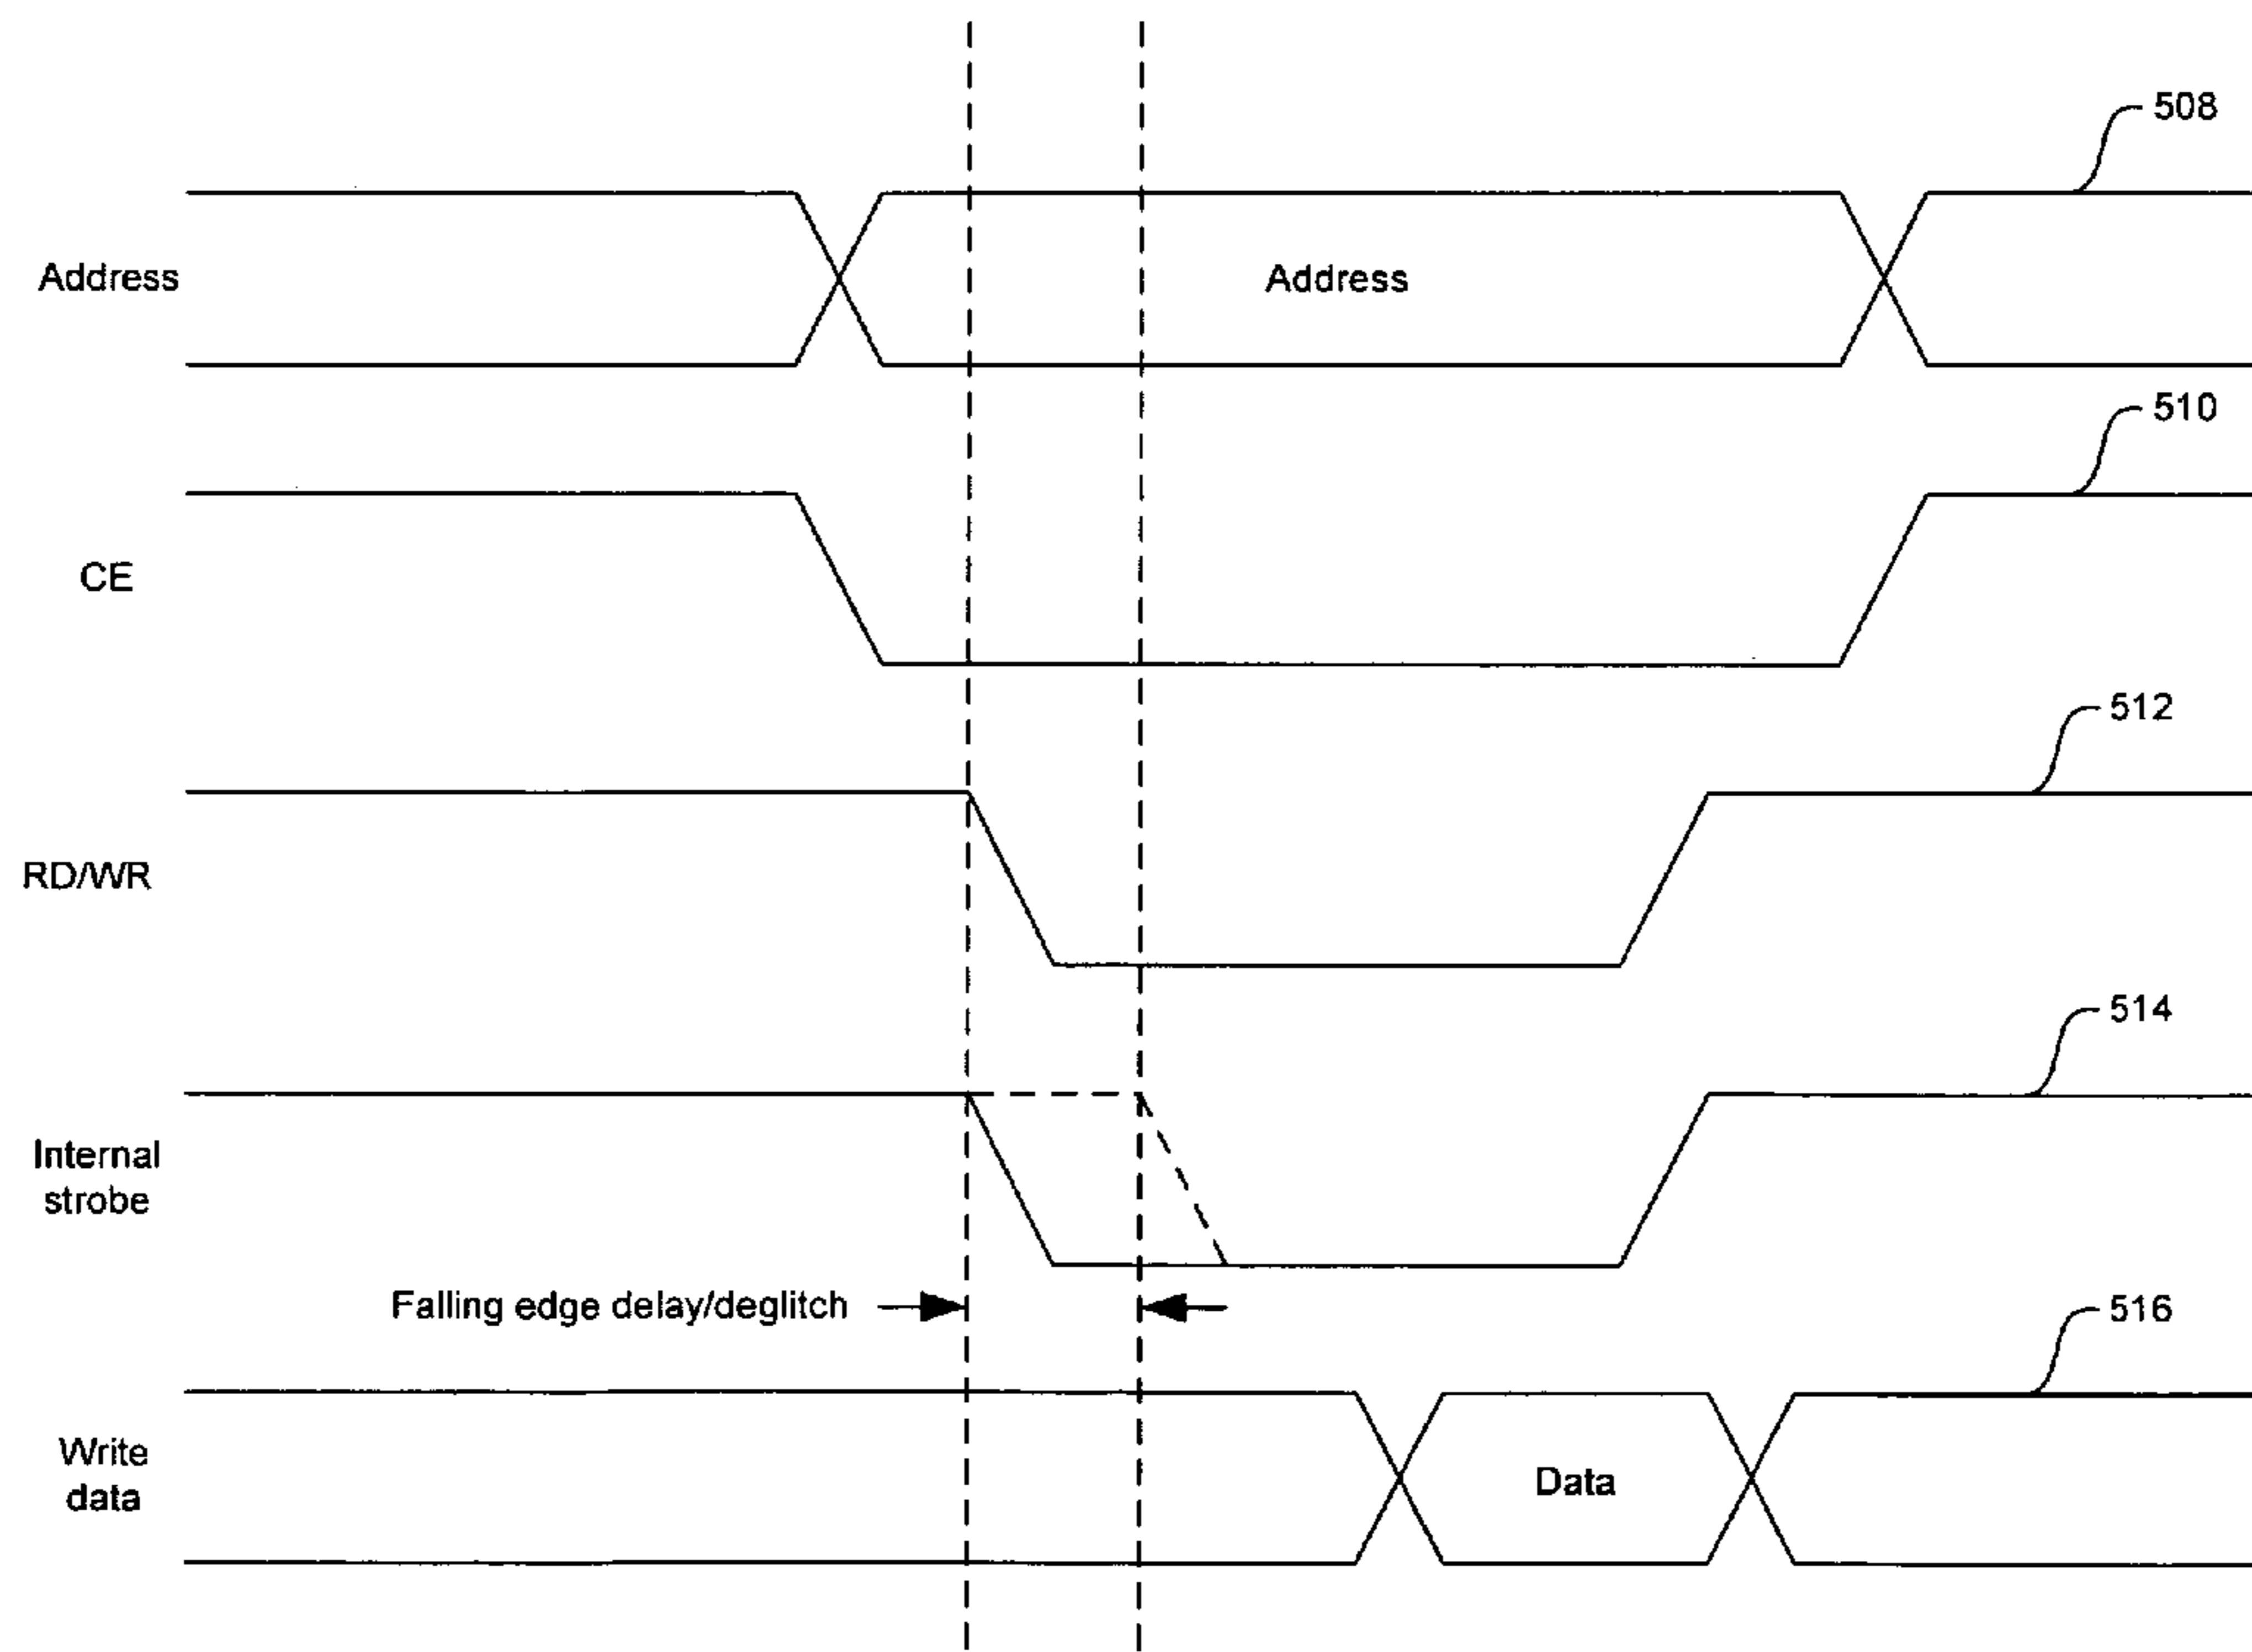 508
Address
Address
510
CE
512
RD/WR
514
Internal
strobe
Falling edge delay/deglitch
516
Write
data
Data